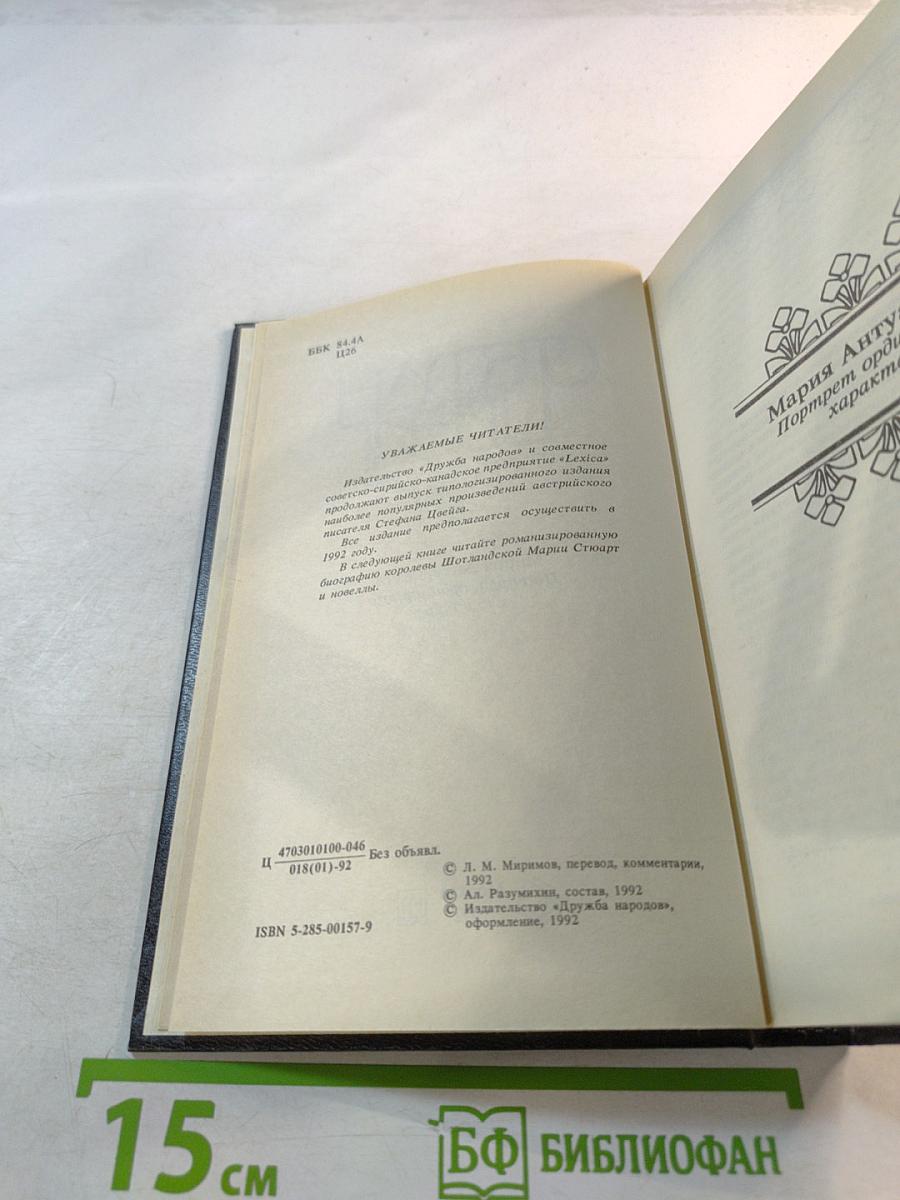 ББК 84.4А
Ц26
УВАЖАЕМЫЕ ЧИТАТЕЛИ!
Издательство «Дружба народов» и совместное
советско-сирийско-канадское предприятие «Lexica»
продолжают выпуск типологизированного издания
наиболее популярных произведений австрийского
писателя Стефана Цвейга.
Все издание предполагается осуществить в
1992 году.
В следующей книге читайте романизированную
биографию королевы Шотландской Марии Стюарт
и новеллы.
Ц 4703010100-046 Без объявл.
018(01)-92
ISBN 5-285-00157-9
© Л. М. Миримов, перевод, комментарии,
1992
© Ал. Разумихин, состав, 1992
© Издательство «Дружба народов»,
оформление, 1992
Мария Антуа
Портрет орди
характе
15 см
БФ БИБЛИОФАН